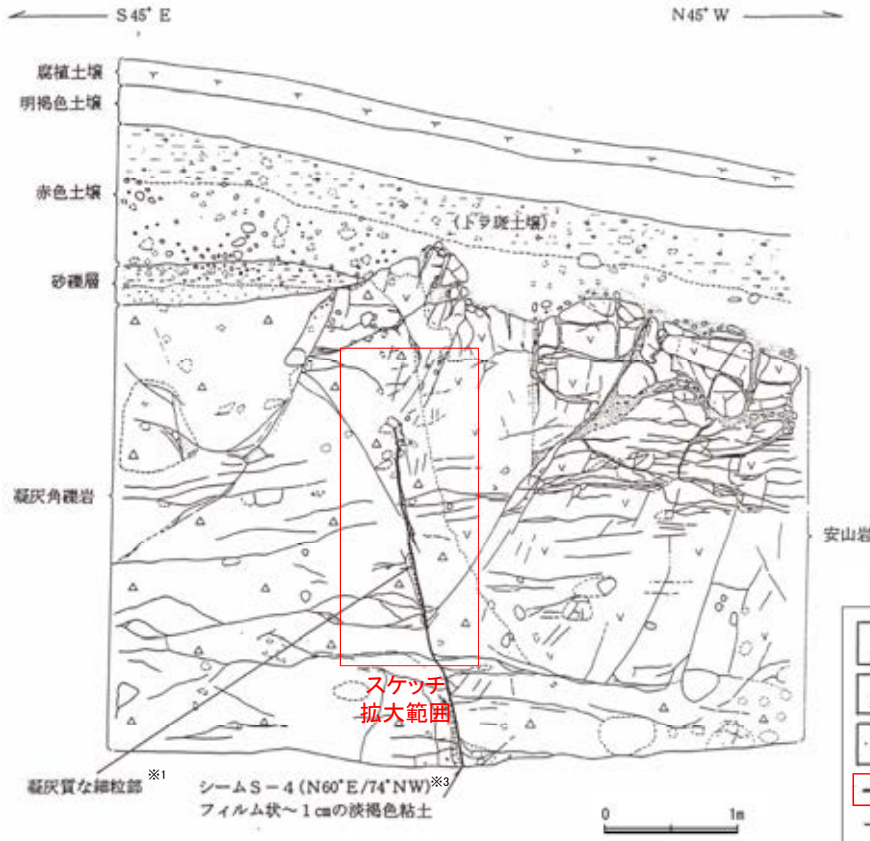 S45°E
N45°W
腐植土壌
明褐色土壌
赤色土壌
(トラ斑土壌)
砂礫層
凝灰角礫岩
安山岩
スケッチ
拡大範囲
凝灰質な細粒部 ※1
シームS-4 (N60°E/74°NW)※3
フィルム状~1cmの淡褐色粘土
0 1m